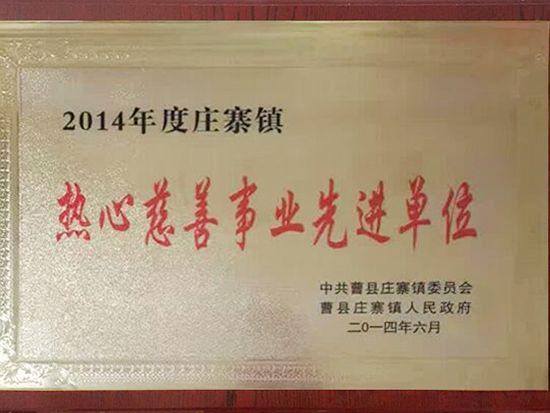 2014年度庄寨镇
热心慈善事业先进单位
中共曹县庄寨镇委员会
曹县庄寨镇人民政府
二0一四年六月